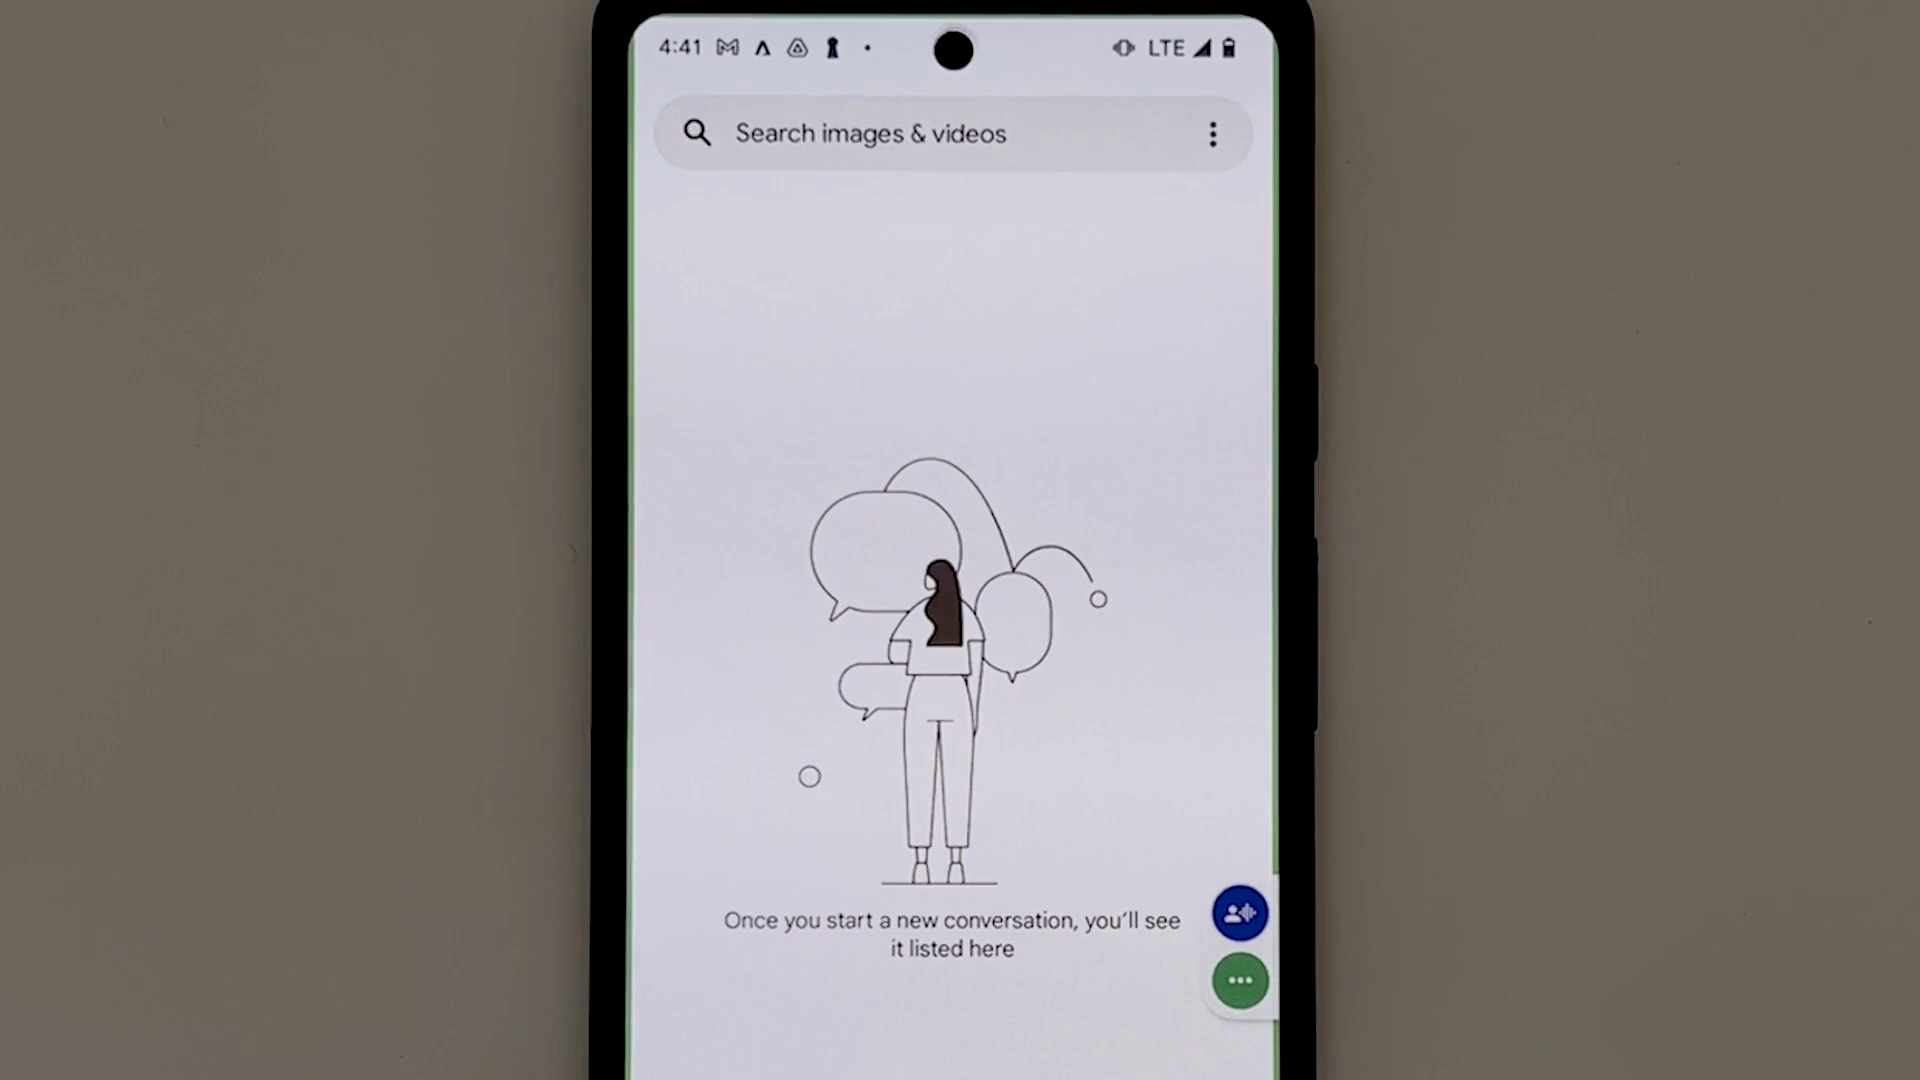 4:41
LTE
Search images & videos
Once you start a new conversation, you'll see
it listed here